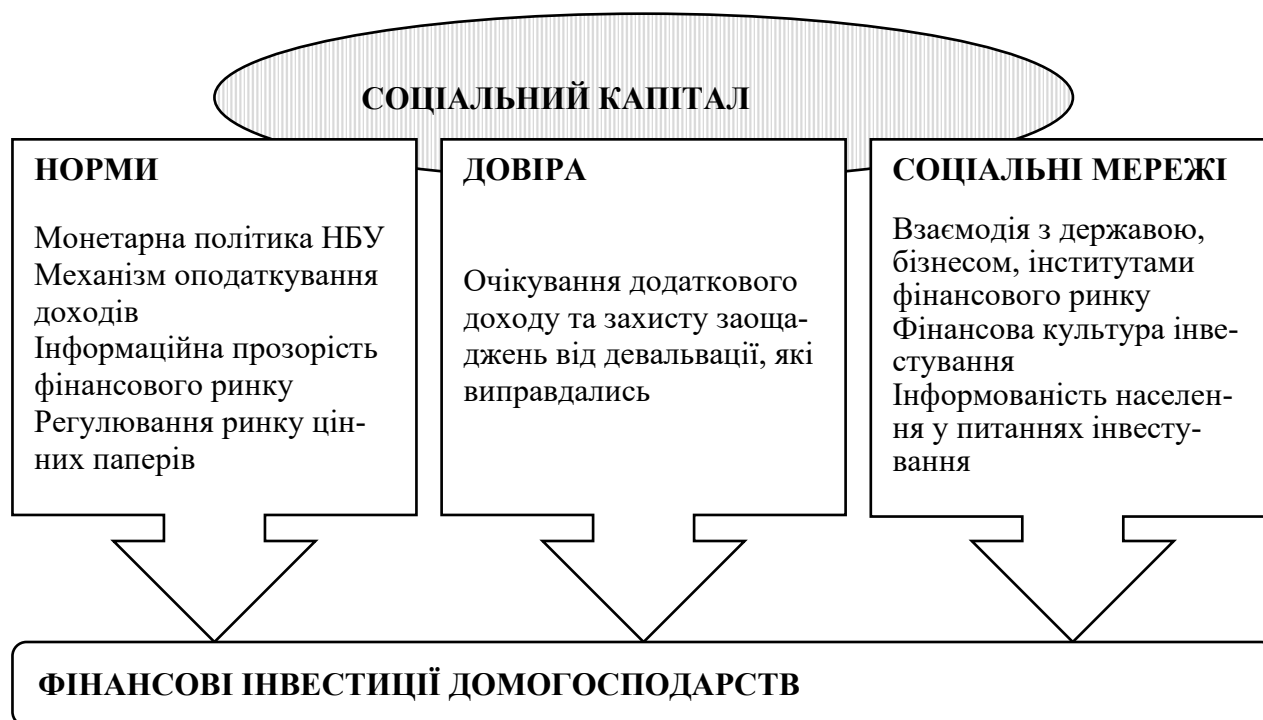 СОЦІАЛЬНИЙ КАПІТАЛ
НОРМИ
Монетарна політика НБУ
Механізм оподаткування
доходів
Інформаційна прозорість
фінансового ринку
Регулювання ринку цін-
них паперів
ДОВІРА
Очікування додаткового
доходу та захисту заоща-
джень від девальвації, які
виправдались
СОЦІАЛЬНІ МЕРЕЖІ
Взаємодія з державою,
бізнесом, інститутами
фінансового ринку
Фінансова культура інве-
стування
Інформованість населен-
ня у питаннях інвесту-
вання
ФІНАНСОВІ ІНВЕСТИЦІЇ ДОМОГОСПОДАРСТВ